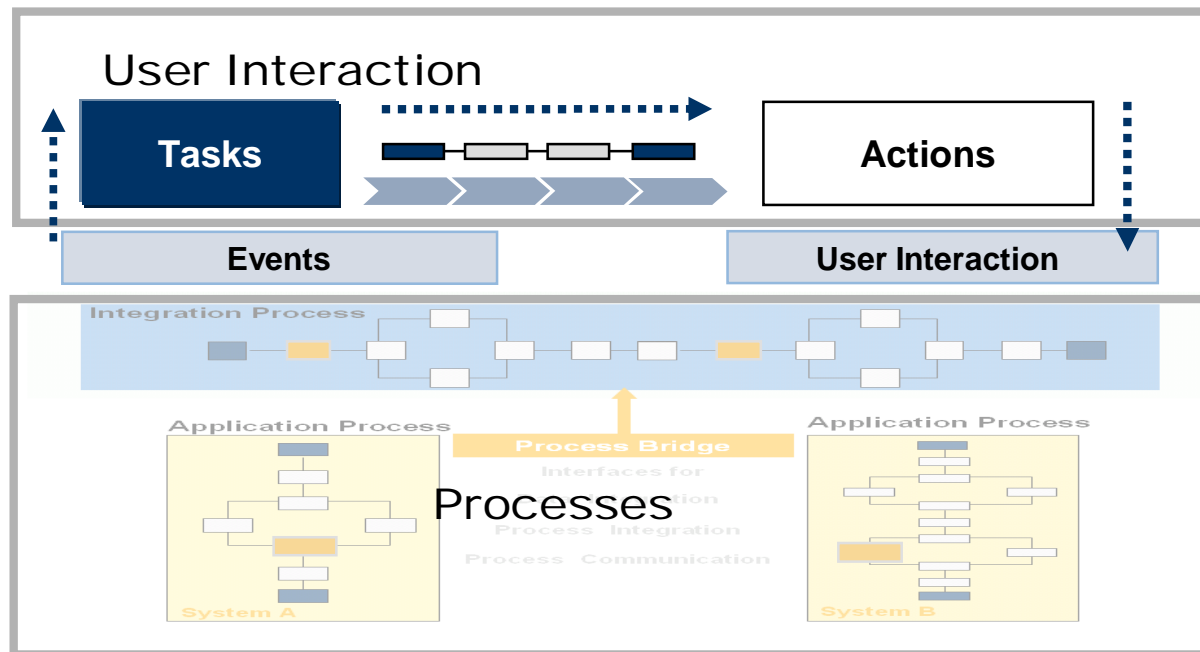 User Interaction
Tasks
Actions
Events
User Interaction
Integration Process
Application Process
Process Bridge
Application Process
Interfaces for
Processes
Process Integration
Process Communication
System A
System B